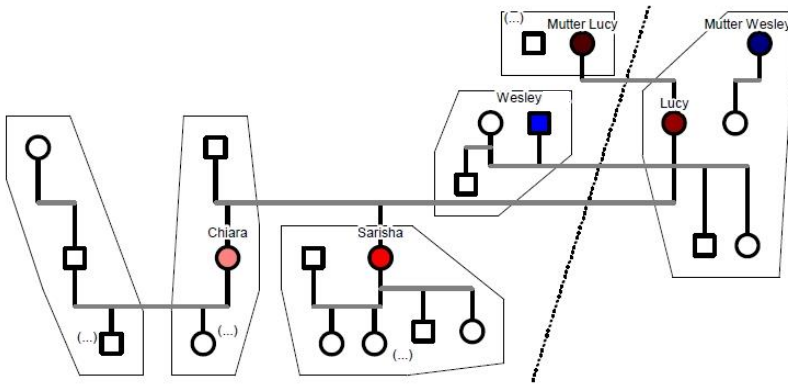 (...)
Mutter Lucy
Mutter Wesley
Wesley
Lucy
Chiara
Sarisha
(...)
(...)
(...)